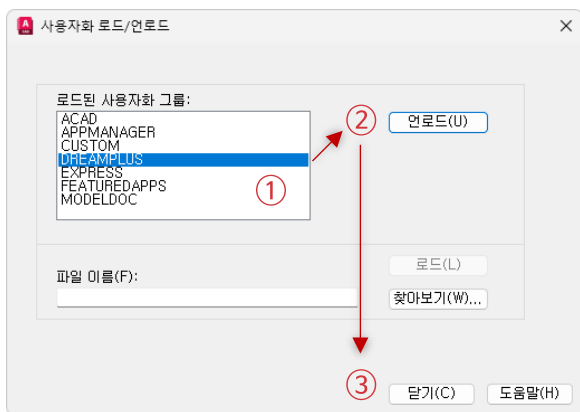 사용자화 로드/언로드
로드된 사용자화 그룹:
ACAD
APPMANAGER
CUSTOM
DREAMPLUS
EXPRESS
FEATUREDAPPS
MODELDOC
①
②
언로드(U)
파일 이름(F):
로드(L)
찾아보기(W)...
③
닫기(C)
도움말(H)